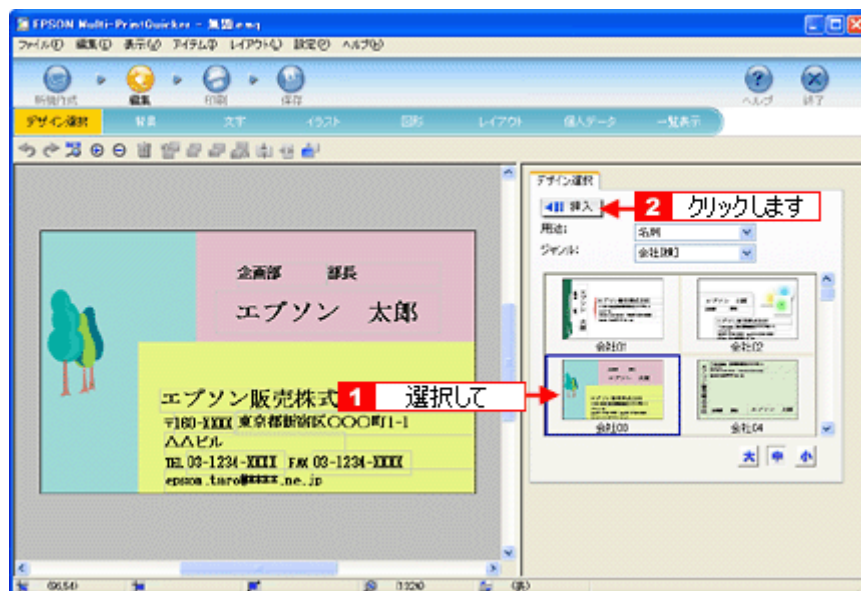 EPSON Multi-PrintQuicker - 無題.emq
ファイル(F) 編集(E) 表示(V) アイテム(I) レイアウト(L) 設定(P) ヘルプ(H)
新規作成 編集 印刷 保存 ヘルプ 終了
デザイン選択 背景 文字 イラスト 図形 レイアウト 個人データ 一覧表示
デザイン選択
挿入
2 クリックします
用途: 名刺
ジャンル: 会社[横]
企画部 部長
エプソン 太郎
エプソン販売株式
1 選択して
〒160-XXXX 東京都新宿区○○○町1-1
△△ビル
TEL 03-1234-XXXX FAX 03-1234-XXXX
epson.taro@****.ne.jp
会社01
会社02
会社03
会社04
大 中 小